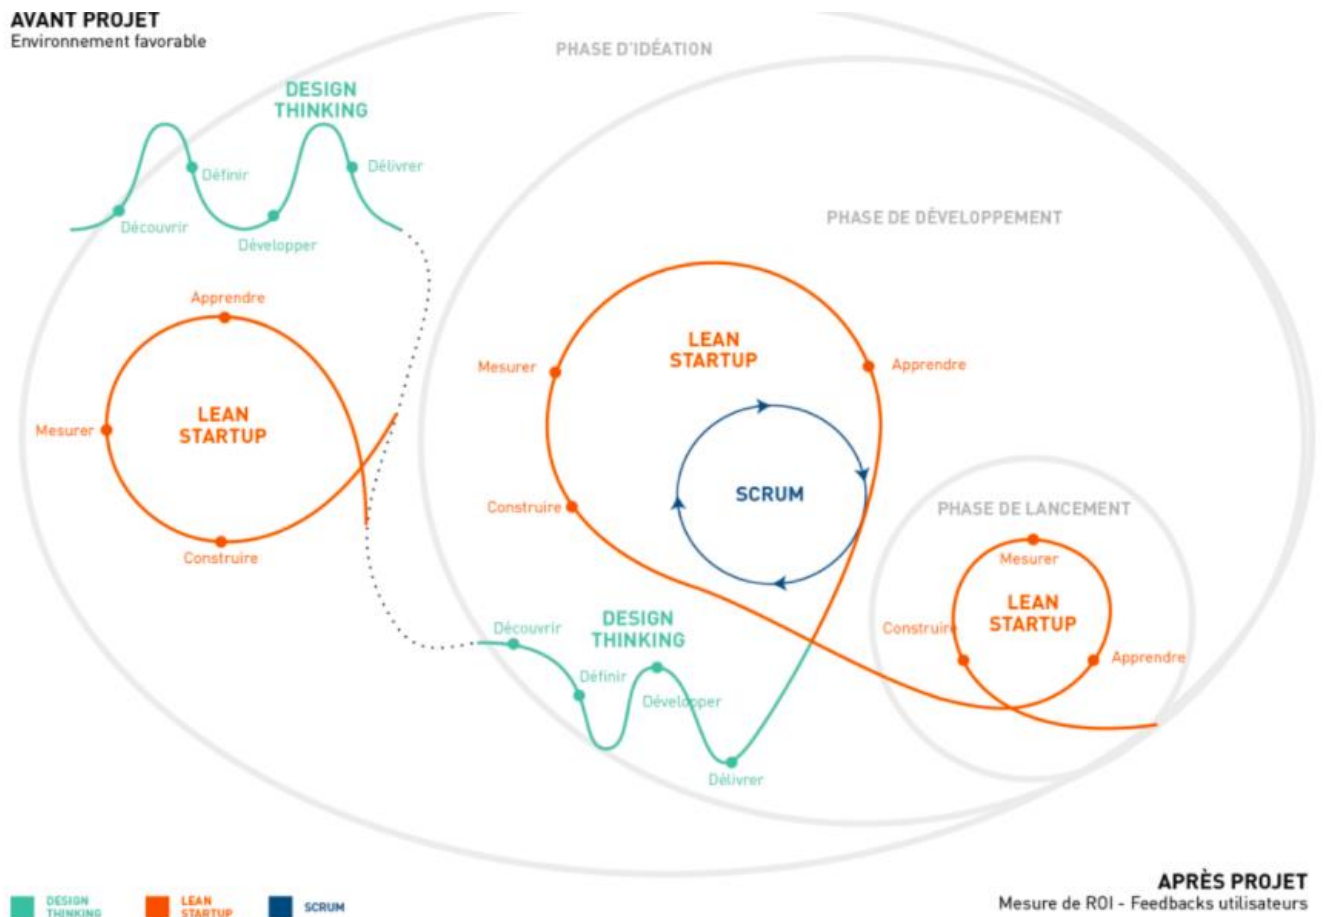 AVANT PROJET
Environnement favorable
PHASE D'IDÉATION
DESIGN
THINKING
Découvrir
Définir
Développer
Délivrer
PHASE DE DÉVELOPPEMENT
Apprendre
Mesurer
LEAN
STARTUP
Construire
Mesurer
LEAN
STARTUP
Apprendre
Construire
SCRUM
PHASE DE LANCEMENT
Mesurer
LEAN
STARTUP
Construire
Apprendre
DESIGN
THINKING
Découvrir
Définir
Développer
Délivrer
APRÈS PROJET
Mesure de ROI - Feedbacks utilisateurs
DESIGN
THINKING
LEAN
STARTUP
SCRUM